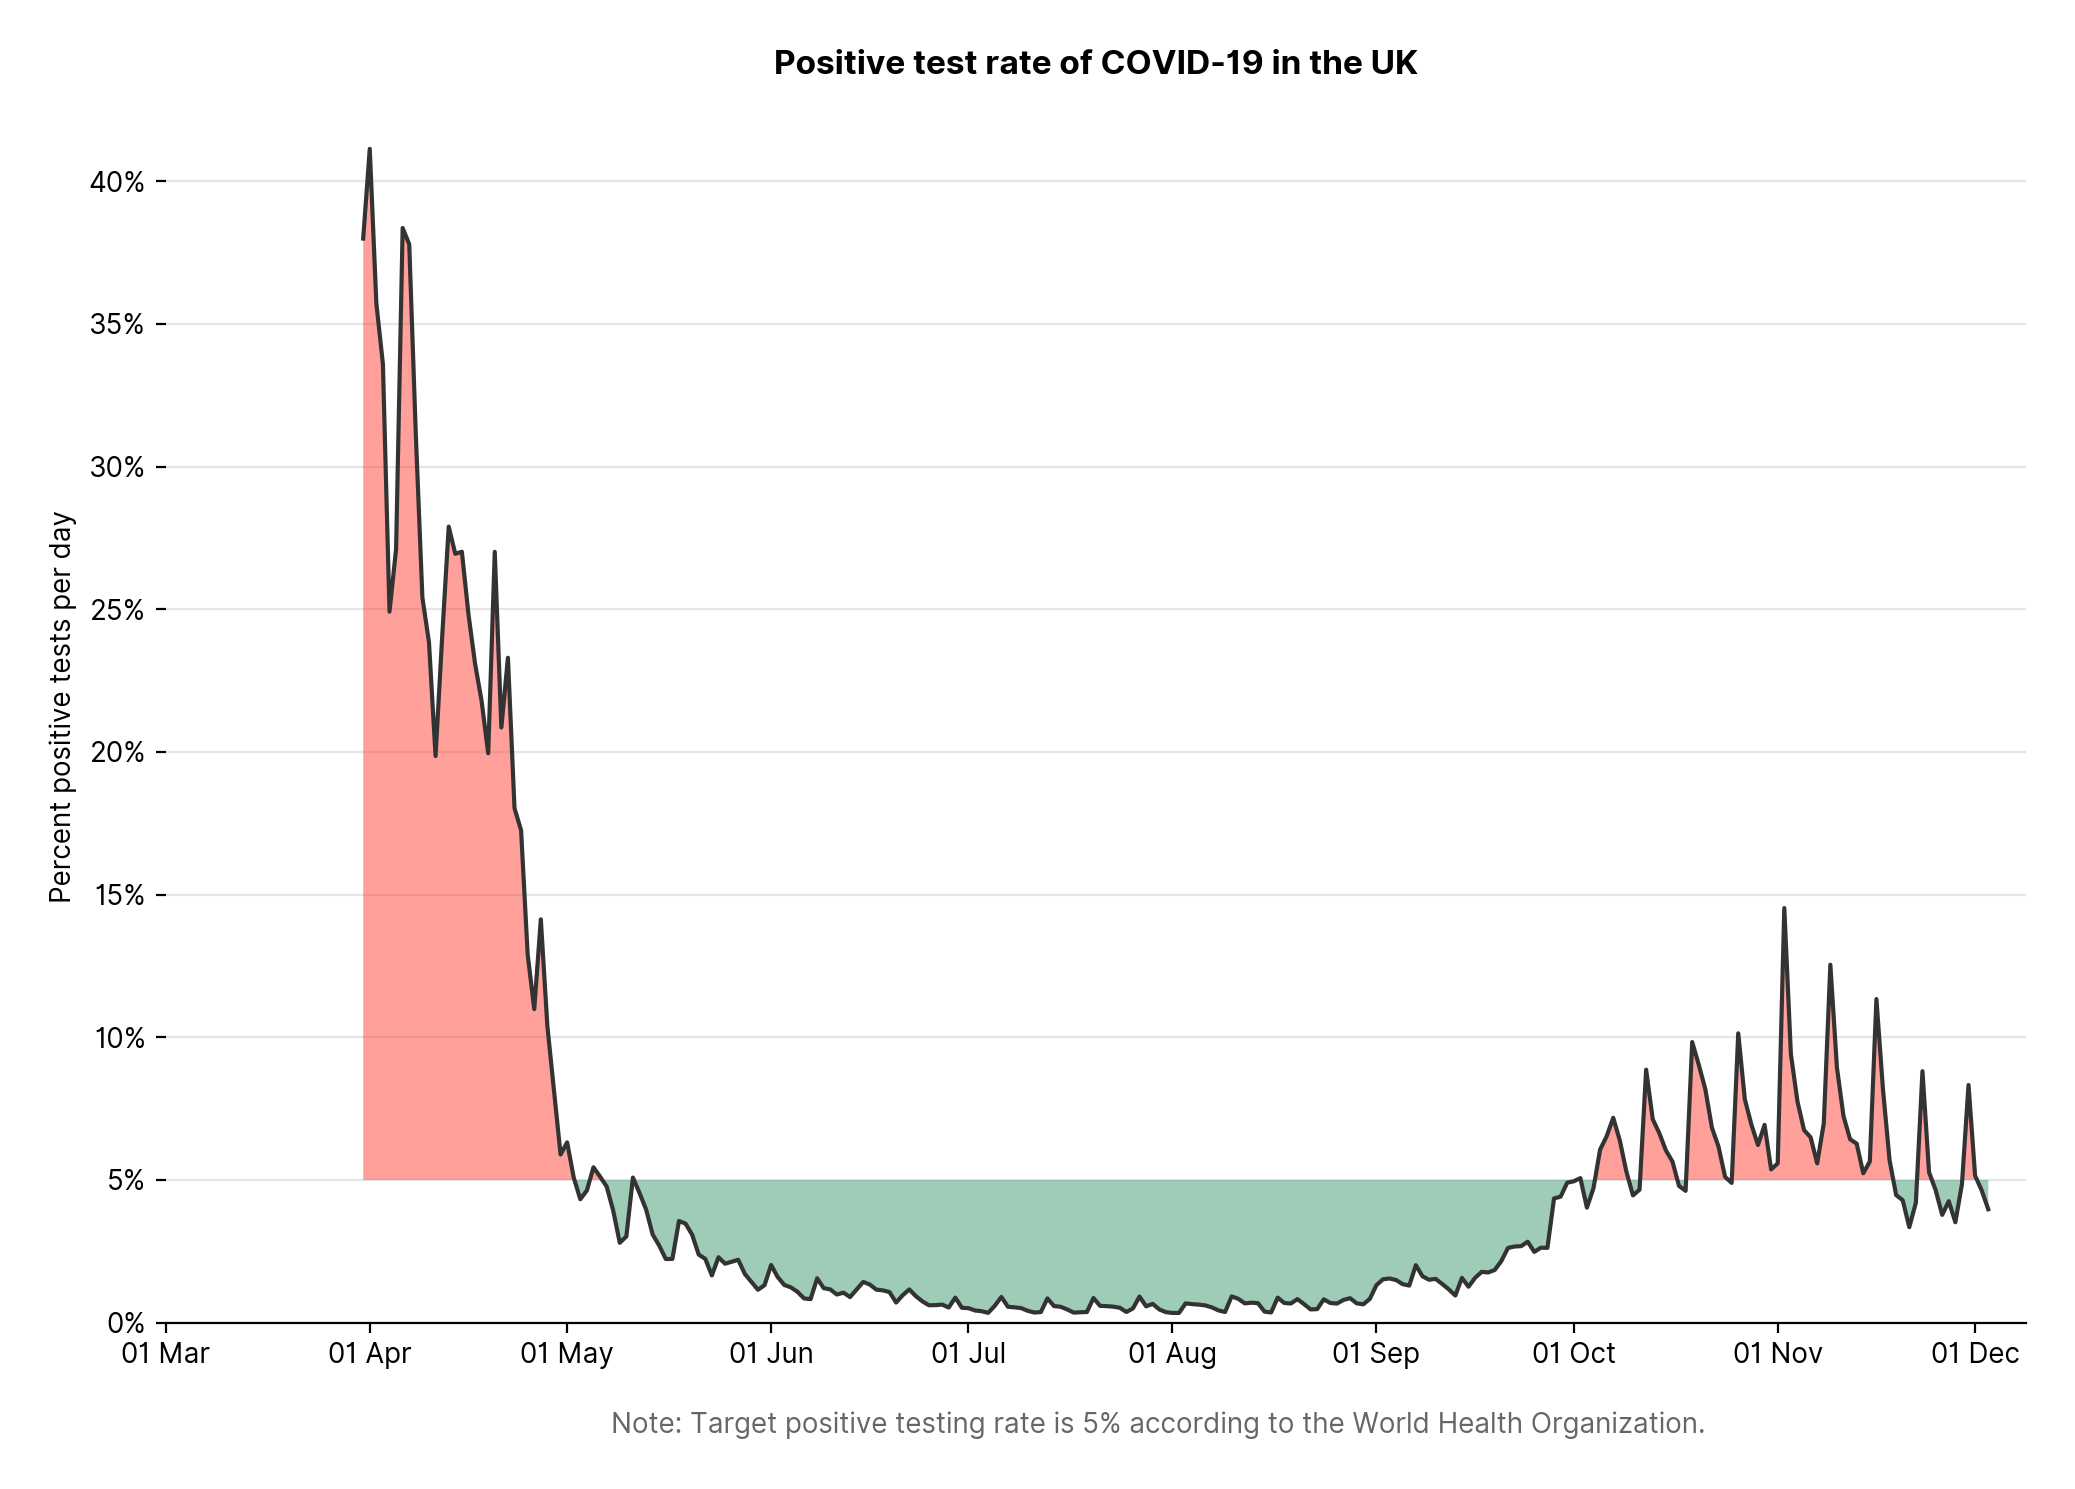 Positive test rate of COVID-19 in the UK
Percent positive tests per day
40%
35%
30%
25%
20%
15%
10%
5%
0%
01 Mar 01 Apr 01 May 01 Jun 01 Jul 01 Aug 01 Sep 01 Oct 01 Nov 01 Dec
Note: Target positive testing rate is 5% according to the World Health Organization.